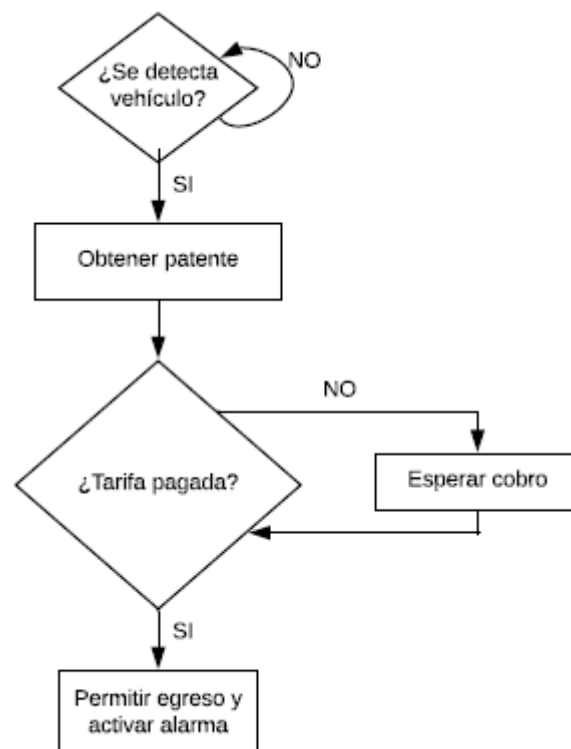 ¿Se detecta
vehículo?
NO
SI
Obtener patente
NO
¿Tarifa pagada?
Esperar cobro
SI
Permitir egreso y
activar alarma